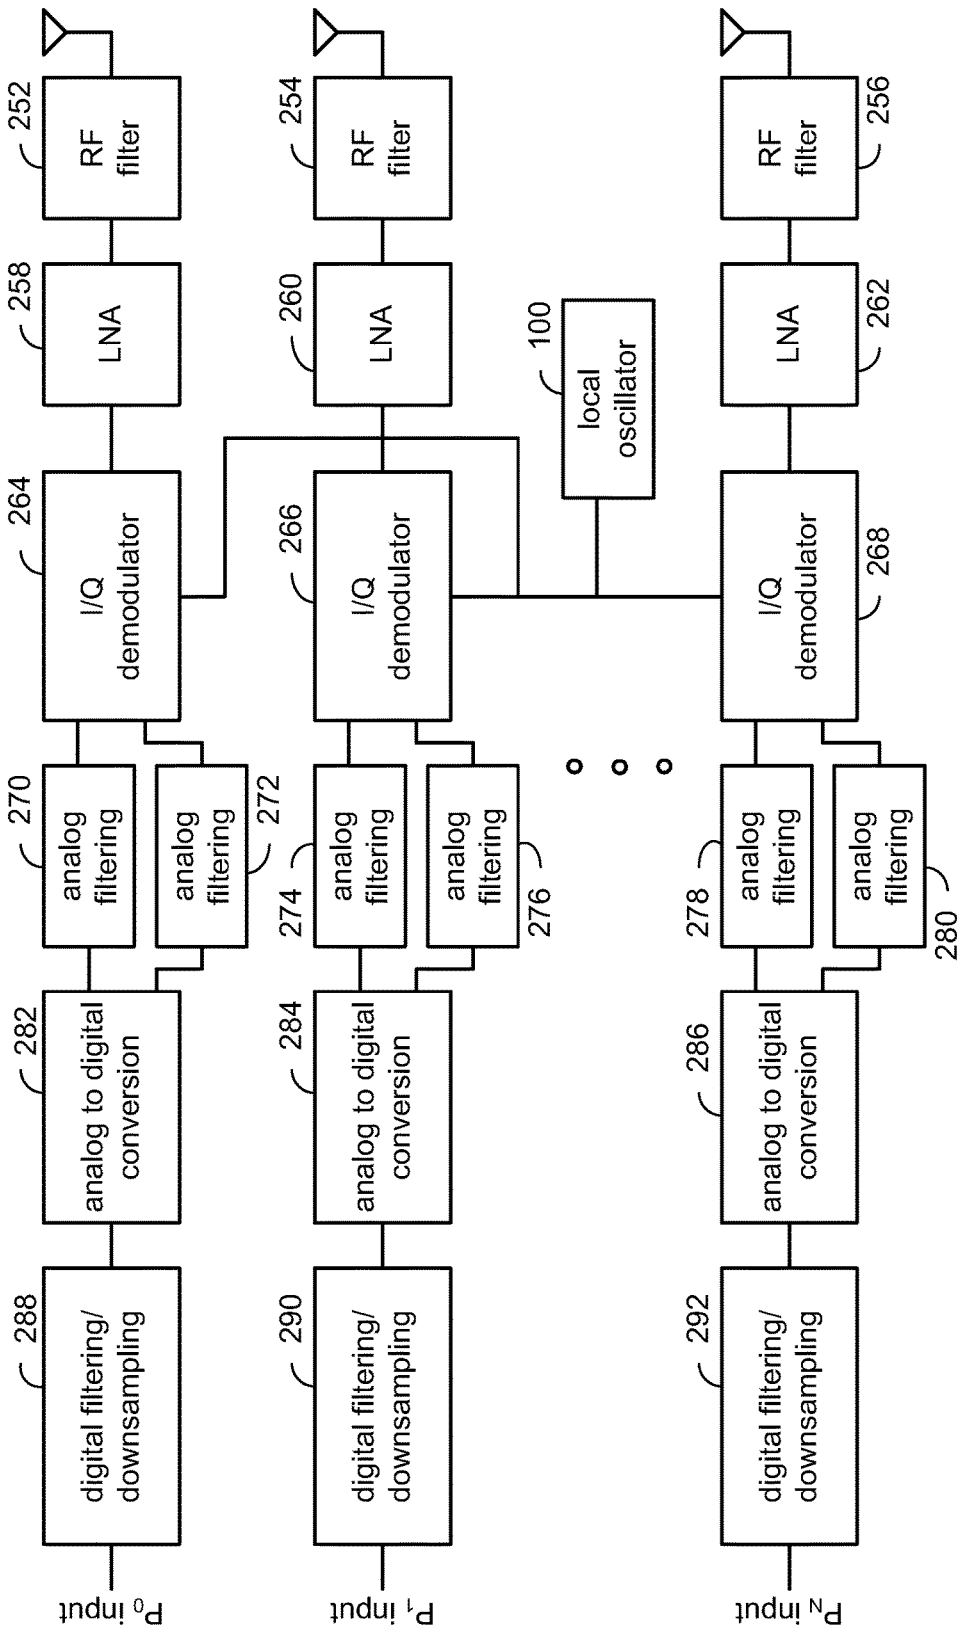 P0 input
288
digital filtering/
downsampling
282
analog to digital
conversion
270
analog
filtering
272
analog
filtering
264
I/Q
demodulator
258
LNA
252
RF
filter
P1 input
290
digital filtering/
downsampling
284
analog to digital
conversion
274
analog
filtering
276
analog
filtering
266
I/Q
demodulator
260
LNA
254
RF
filter
100
local
oscillator
PN input
292
digital filtering/
downsampling
286
analog to digital
conversion
278
analog
filtering
280
analog
filtering
268
I/Q
demodulator
262
LNA
256
RF
filter